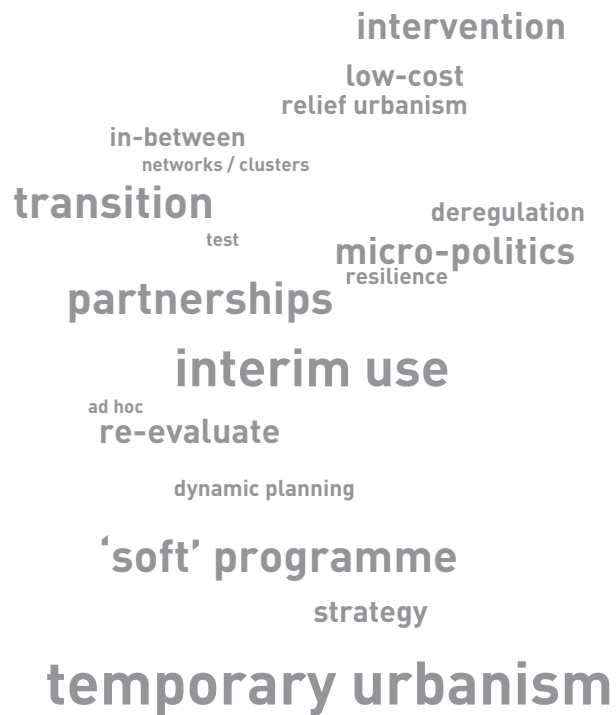 intervention
low-cost
relief urbanism
in-between
networks / clusters
transition
deregulation
test
micro-politics
resilience
partnerships
interim use
ad hoc
re-evaluate
dynamic planning
‘soft’ programme
strategy
temporary urbanism